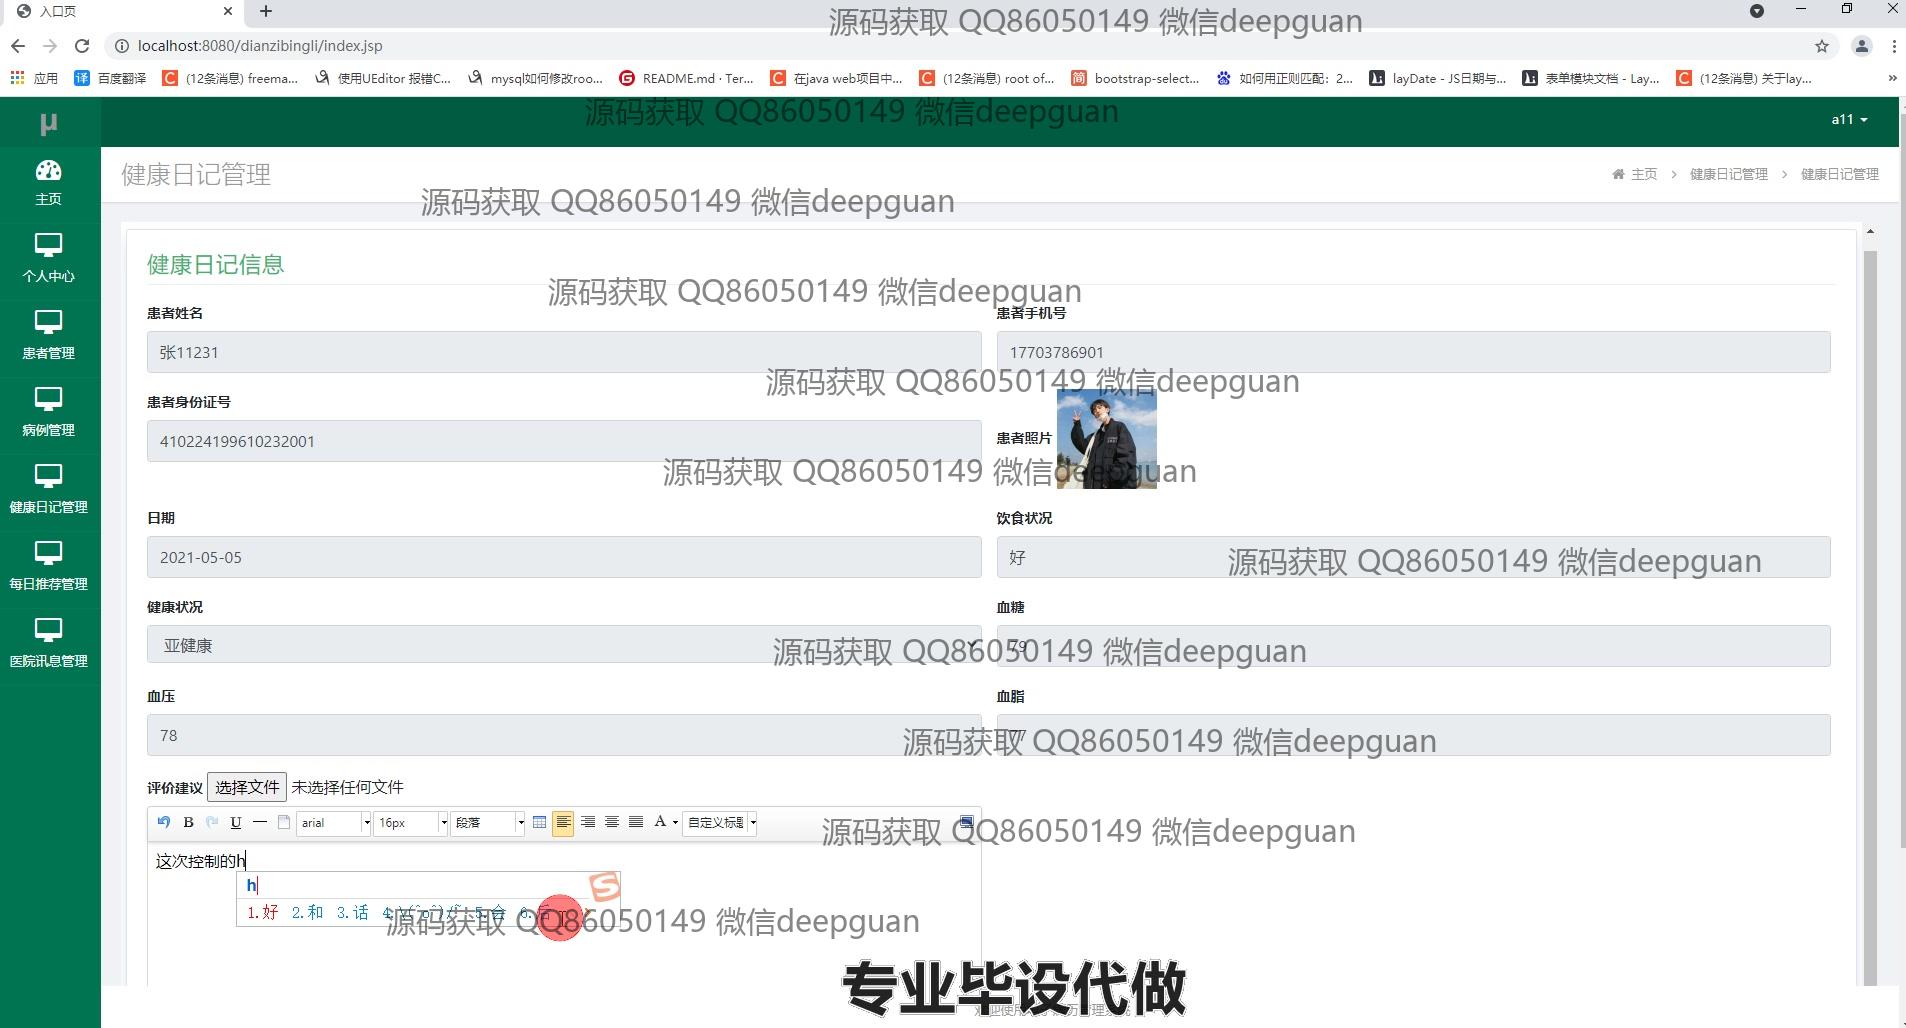 入口页
源码获取 QQ86050149 微信deepguan
localhost:8080/dianzibingli/index.jsp
应用 百度翻译 (12条消息) freema... 使用UEditor 报错C... mysql如何修改roo... README.md · Ter... 在java web项目中... (12条消息) root of... bootstrap-select... 如何用正则匹配：2... layDate - JS日期与... 表单模块文档 - Lay... (12条消息) 关于lay... »
源码获取 QQ86050149 微信deepguan
μ
a11
主页
健康日记管理
主页 > 健康日记管理 > 健康日记管理
源码获取 QQ86050149 微信deepguan
个人中心
健康日记信息
源码获取 QQ86050149 微信deepguan
患者姓名 患者手机号
张11231 17703786901
患者管理
源码获取 QQ86050149 微信deepguan
患者身份证号
410224199610232001
患者照片
病例管理
源码获取 QQ86050149 微信deepguan
健康日记管理
日期 饮食状况
2021-05-05 好
源码获取 QQ86050149 微信deepguan
每日推荐管理
健康状况 血糖
亚健康 79
源码获取 QQ86050149 微信deepguan
医院讯息管理
血压 血脂
78 77
源码获取 QQ86050149 微信deepguan
评价建议 选择文件 未选择任何文件
B U arial 16px 段落 A 自定义标题
源码获取 QQ86050149 微信deepguan
这次控制的h
h
1.好 2.和 3.话 5.会 6.后
源码获取 QQ86050149 微信deepguan
专业毕设代做